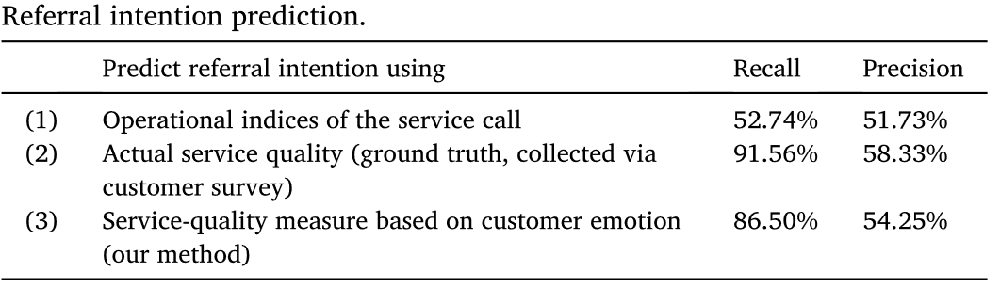 Referral intention prediction.
Predict referral intention using Recall Precision
(1) Operational indices of the service call 52.74% 51.73%
(2) Actual service quality (ground truth, collected via 91.56% 58.33%
customer survey)
(3) Service-quality measure based on customer emotion 86.50% 54.25%
(our method)